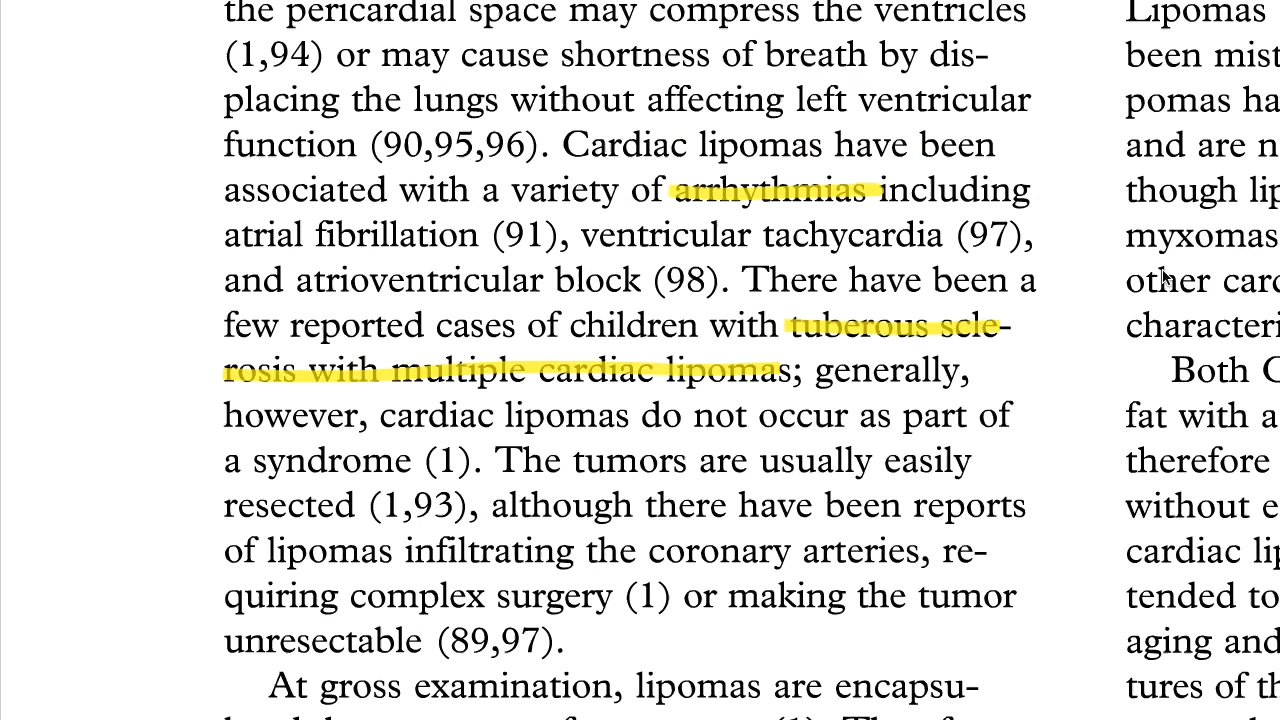 the pericardial space may compress the ventricles
(1,94) or may cause shortness of breath by dis-
placing the lungs without affecting left ventricular
function (90,95,96). Cardiac lipomas have been
associated with a variety of arrhythmias including
atrial fibrillation (91), ventricular tachycardia (97),
and atrioventricular block (98). There have been a
few reported cases of children with tuberous scle-
rosis with multiple cardiac lipomas; generally,
however, cardiac lipomas do not occur as part of
a syndrome (1). The tumors are usually easily
resected (1,93), although there have been reports
of lipomas infiltrating the coronary arteries, re-
quiring complex surgery (1) or making the tumor
unresectable (89,97).
At gross examination, lipomas are encapsu-
Lipomas
been mist
pomas ha
and are n
though lip
myxomas
other card
characteri
Both C
fat with a
therefore
without e
cardiac lip
tended to
aging and
tures of th